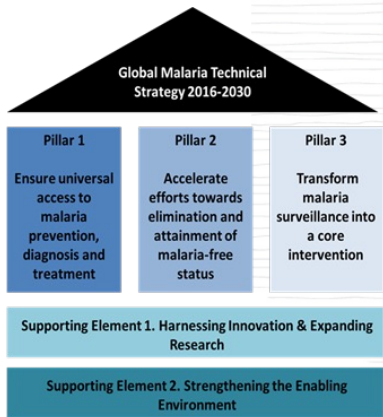 Global Malaria Technical
Strategy 2016-2030
Pillar 1
Ensure universal
access to
malaria
prevention,
diagnosis and
treatment
Pillar 2
Accelerate
efforts towards
elimination and
attainment of
malaria-free
status
Pillar 3
Transform
malaria
surveillance into
a core
intervention
Supporting Element 1. Harnessing Innovation & Expanding
Research
Supporting Element 2. Strengthening the Enabling
Environment